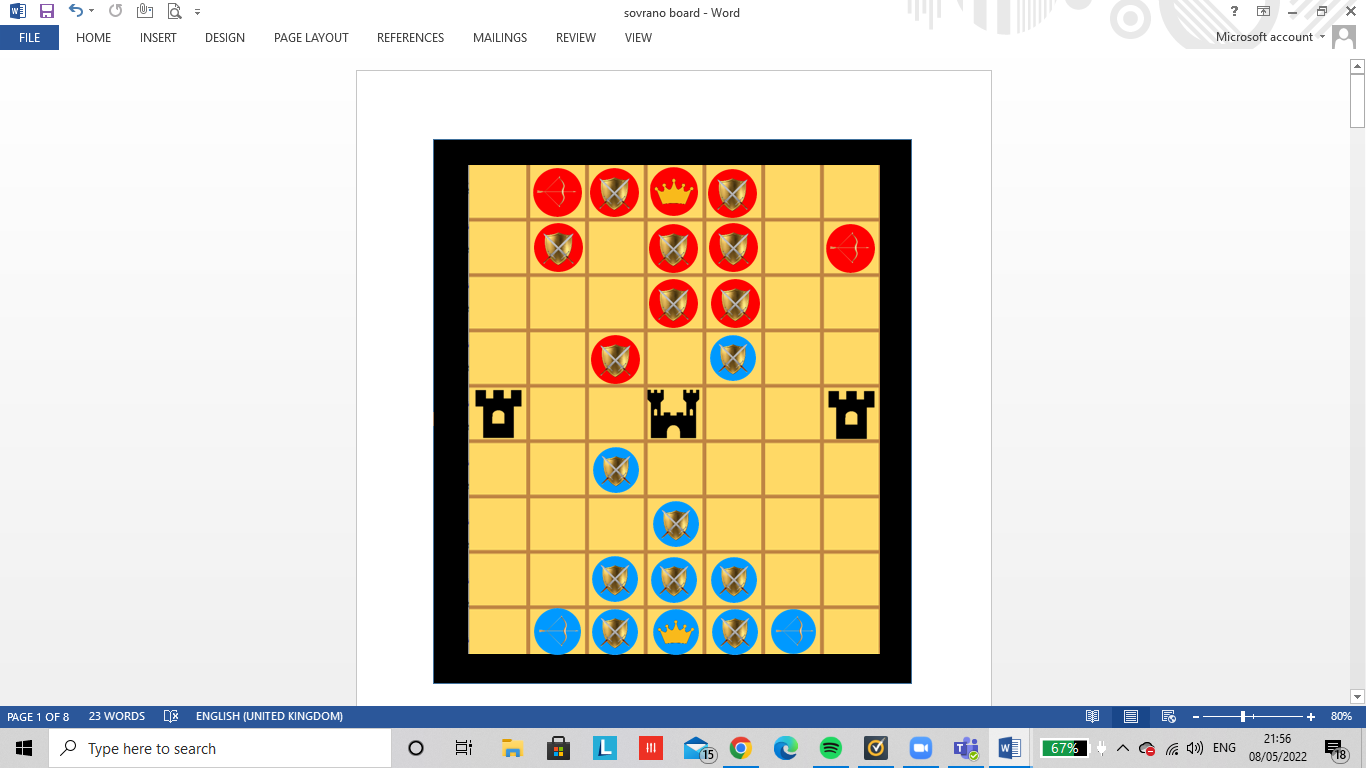 sovrano board - Word
?
FILE HOME INSERT DESIGN PAGE LAYOUT REFERENCES MAILINGS REVIEW VIEW
Microsoft account
PAGE 1 OF 8 23 WORDS ENGLISH (UNITED KINGDOM)
80%
Type here to search
L
15
67%
ENG
21:56
08/05/2022
18